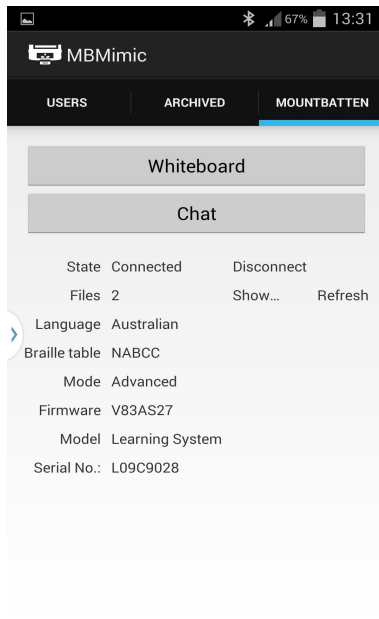 67% 13:31
MBMimic
USERS ARCHIVED MOUNTBATTEN
Whiteboard
Chat
State Connected Disconnect
Files 2 Show... Refresh
Language Australian
Braille table NABCC
Mode Advanced
Firmware V83AS27
Model Learning System
Serial No.: L09C9028